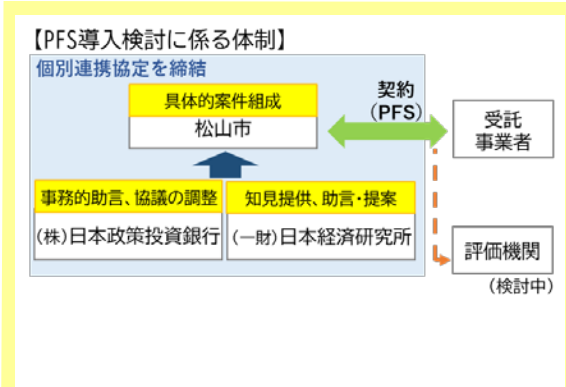 【PFS導入検討に係る体制】
個別連携協定を締結
具体的案件組成
松山市
契約
（PFS）
受託
事業者
事務的助言、協議の調整
(株)日本政策投資銀行
知見提供、助言・提案
(一財)日本経済研究所
評価機関
(検討中)